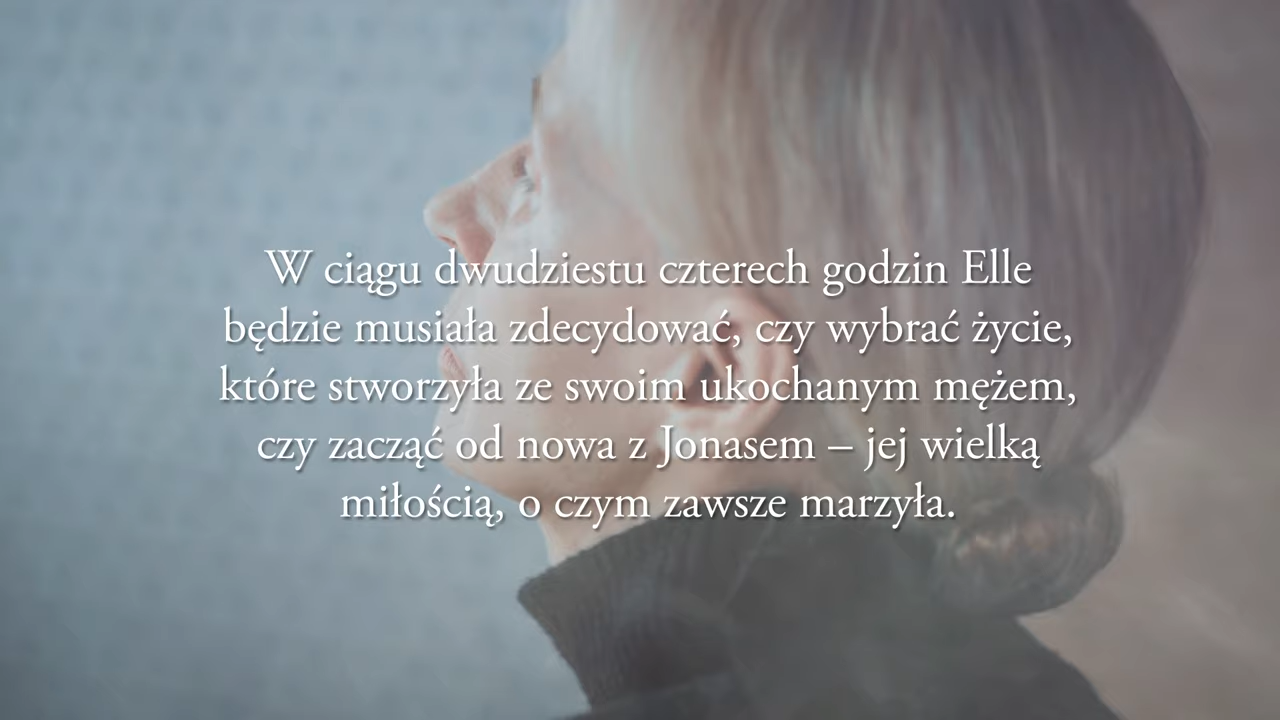 W ciągu dwudziestu czterech godzin Elle
będzie musiała zdecydować, czy wybrać życie,
które stworzyła ze swoim ukochanym mężem,
czy zacząć od nowa z Jonasem – jej wielką
miłością, o czym zawsze marzyła.